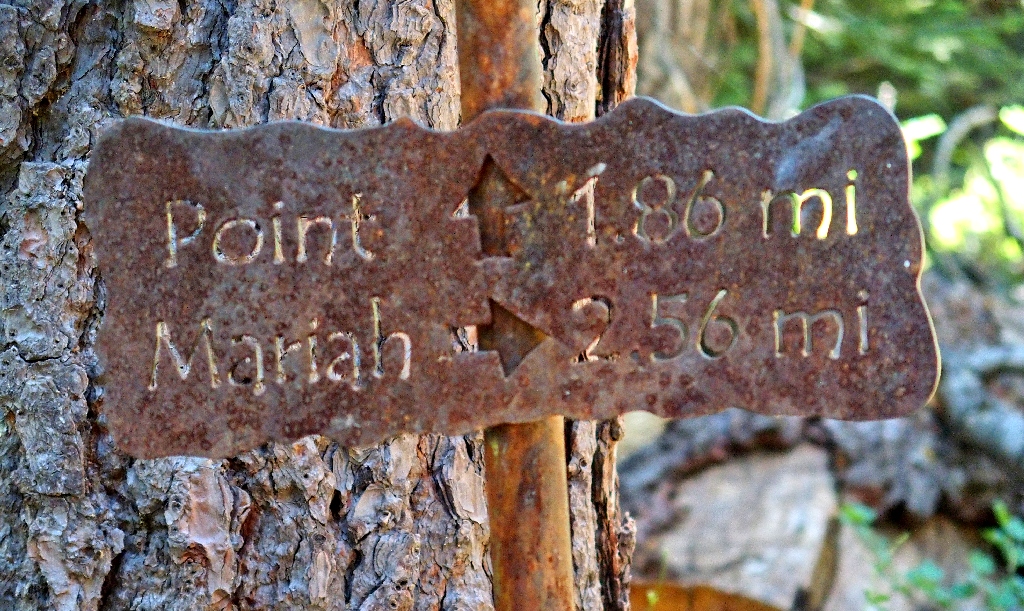 Point ↑ 1.86 mi
Mariah → 2.56 mi